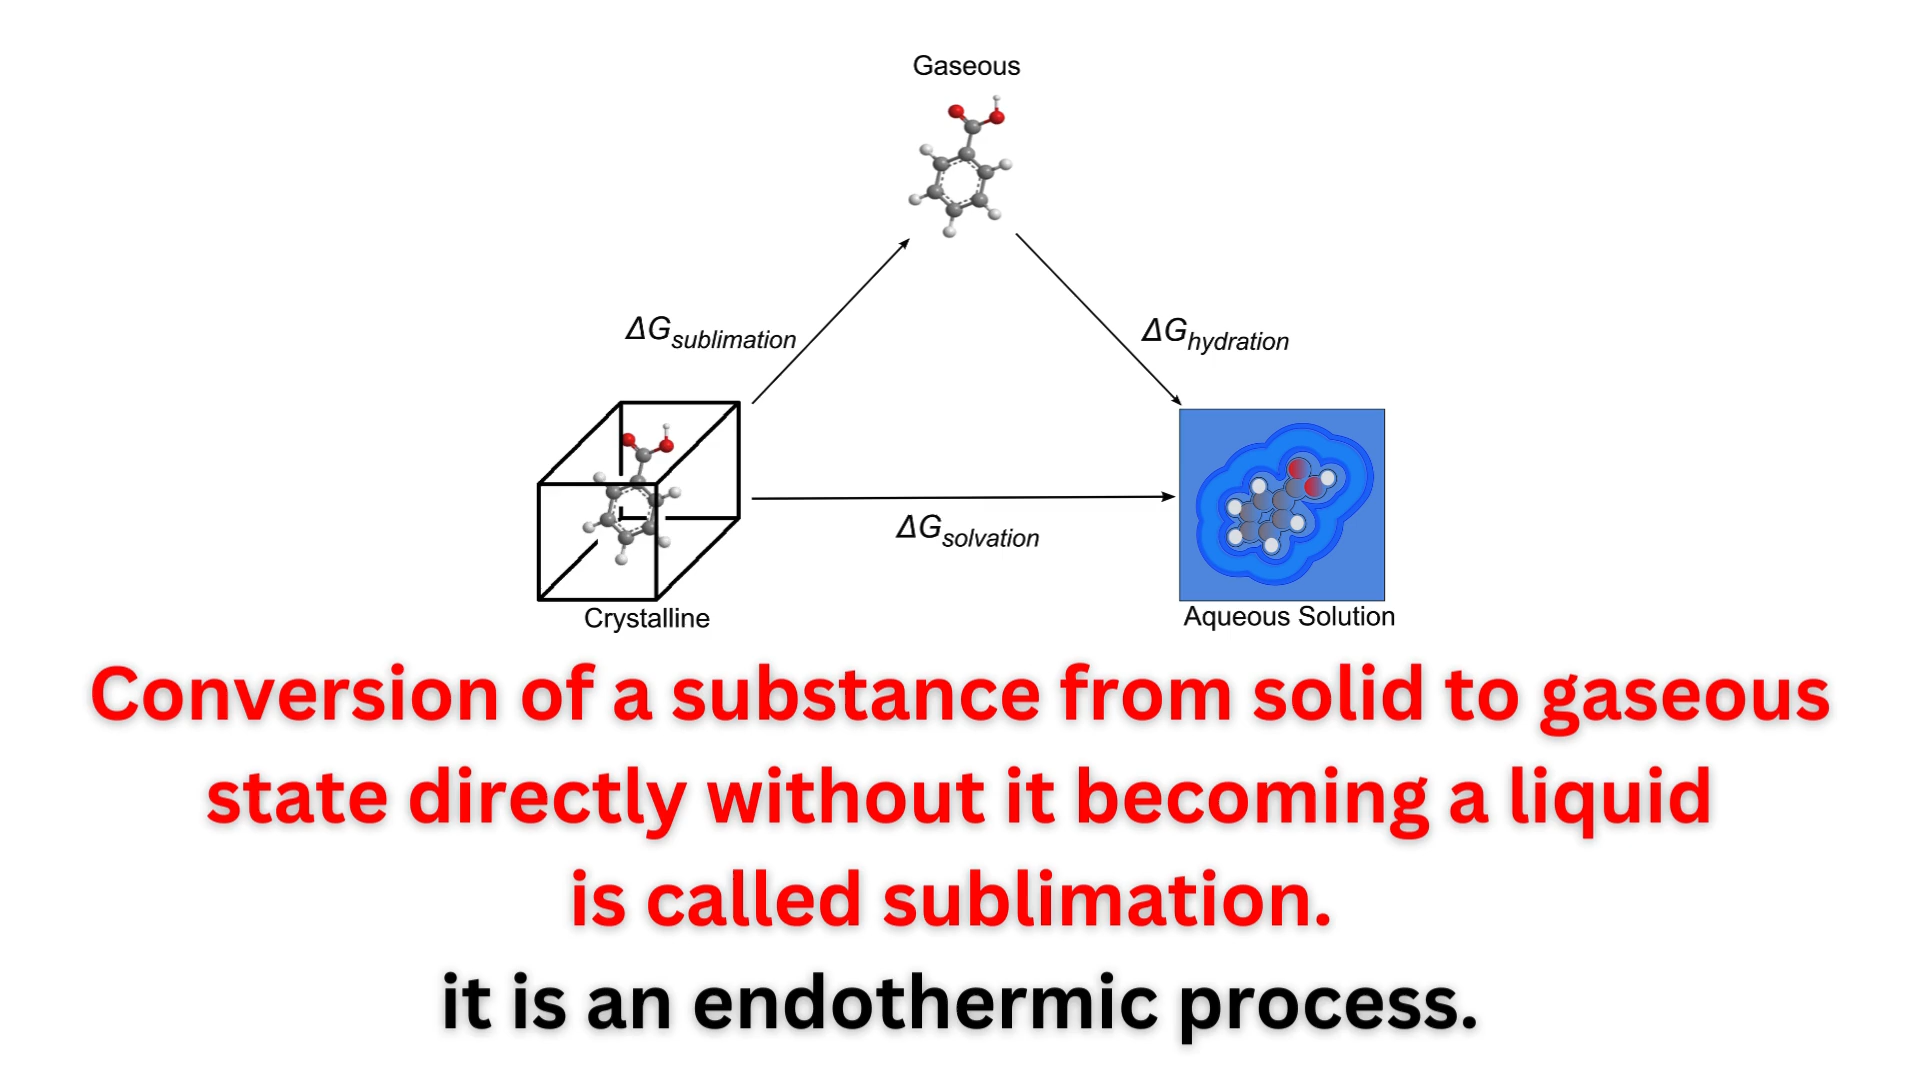 Gaseous
ΔGsublimation
ΔGhydration
ΔGsolvation
Crystalline
Aqueous Solution
Conversion of a substance from solid to gaseous
state directly without it becoming a liquid
is called sublimation.
it is an endothermic process.